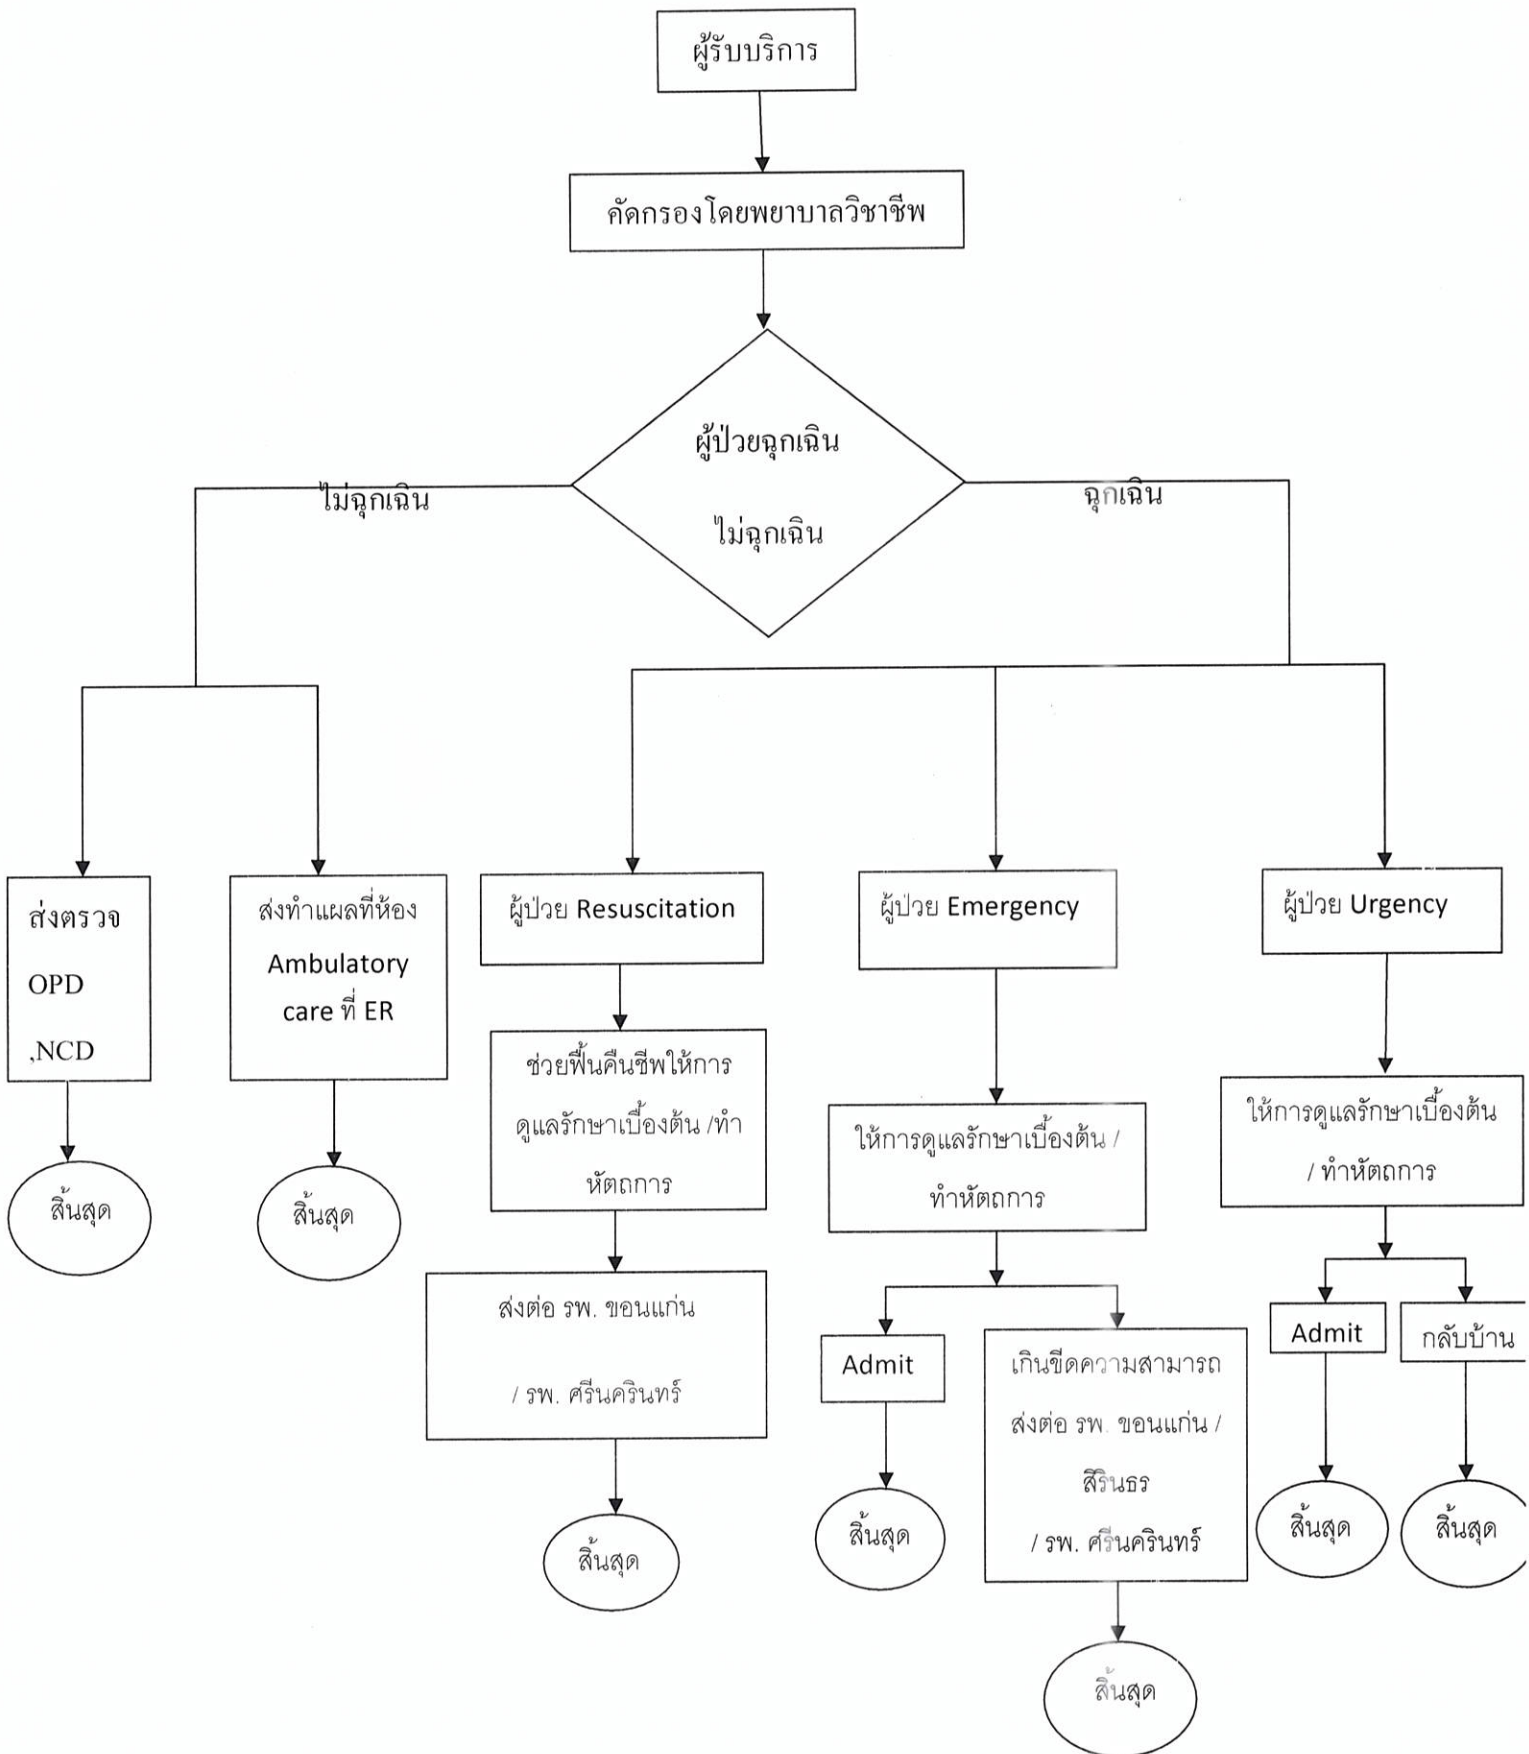 ผู้รับบริการ
คัดกรองโดยพยาบาลวิชาชีพ
ผู้ป่วยฉุกเฉิน
ไม่ฉุกเฉิน
ไม่ฉุกเฉิน
ฉุกเฉิน
ส่งตรวจ
OPD
,NCD
สิ้นสุด
ส่งทำแผลที่ห้อง
Ambulatory
care ที่ ER
สิ้นสุด
ผู้ป่วย Resuscitation
ช่วยฟื้นคืนชีพให้การ
ดูแลรักษาเบื้องต้น /ทำ
หัตถการ
ส่งต่อ รพ. ขอนแก่น
/ รพ. ศรีนครินทร์
สิ้นสุด
ผู้ป่วย Emergency
ให้การดูแลรักษาเบื้องต้น /
ทำหัตถการ
Admit
สิ้นสุด
เกินขีดความสามารถ
ส่งต่อ รพ. ขอนแก่น /
สิรินธร
/ รพ. ศรีนครินทร์
สิ้นสุด
ผู้ป่วย Urgency
ให้การดูแลรักษาเบื้องต้น
/ ทำหัตถการ
Admit
สิ้นสุด
กลับบ้าน
สิ้นสุด